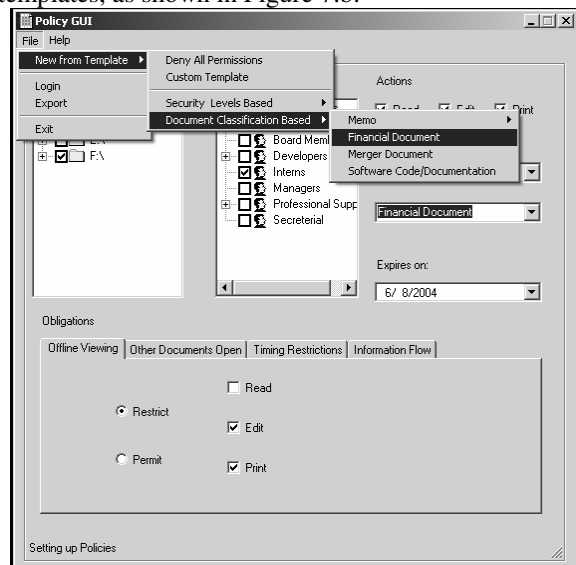 templates, as shown in Figure 7.8.
Policy GUI
File Help
New from Template
Login
Export
Exit
Deny All Permissions
Custom Template
Security Levels Based
Document Classification Based
Memo
Financial Document
Merger Document
Software Code/Documentation
Actions
Read Edit Print
F:\
Board Meml
Developers
Interns
Managers
Professional Supp
Secreterial
Financial Document
Expires on:
6/ 8/2004
Obligations
Offline Viewing Other Documents Open Timing Restrictions Information Flow
Restrict
Permit
Read
Edit
Print
Setting up Policies